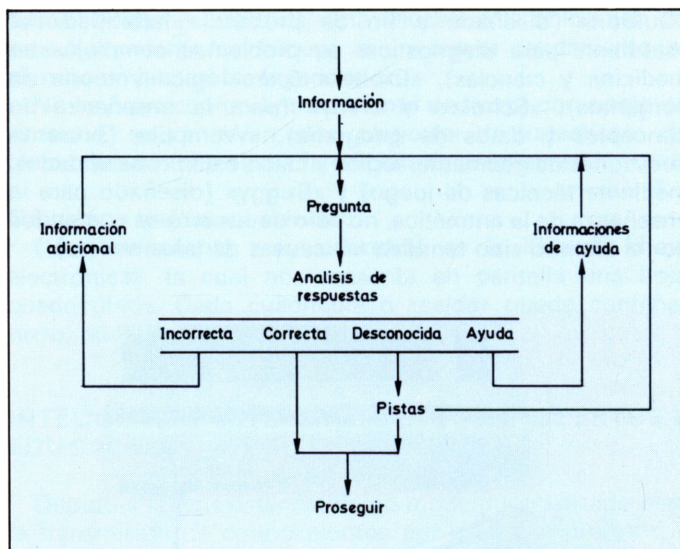 Información
Pregunta
Información
adicional
Informaciones
de ayuda
Analisis de
respuestas
Incorrecta Correcta Desconocida Ayuda
Pistas
Proseguir